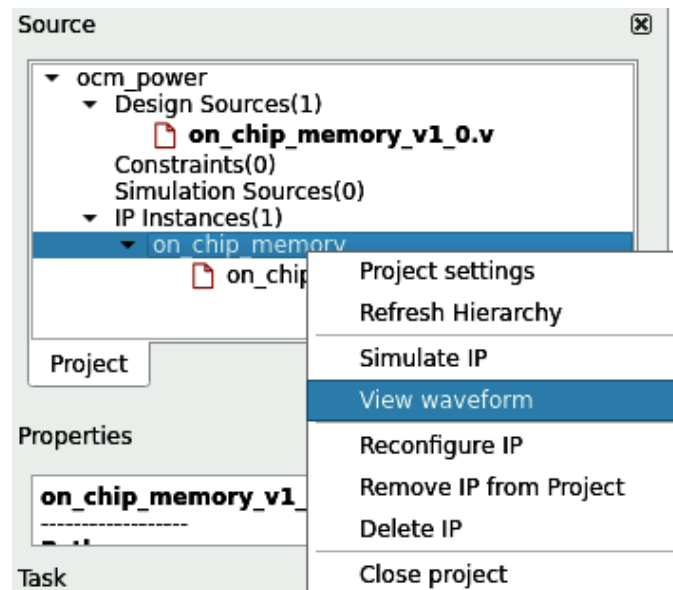 Source
ocm_power
Design Sources(1)
on_chip_memory_v1_0.v
Constraints(0)
Simulation Sources(0)
IP Instances(1)
on_chip_memory
on_chip
Project settings
Refresh Hierarchy
Simulate IP
View waveform
Reconfigure IP
Remove IP from Project
Delete IP
Close project
Project
Properties
on_chip_memory_v1_
------------------
Task